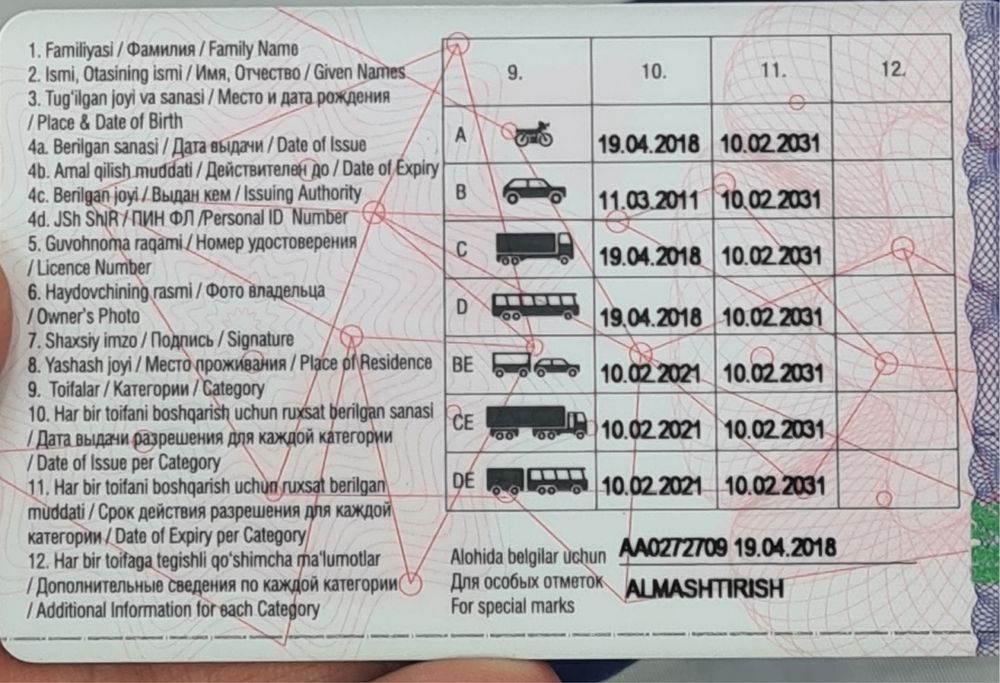 1. Familiyasi / Фамилия / Family Name
2. Ismi, Otasining ismi / Имя, Отчество / Given Names
3. Tug'ilgan joyi va sanasi / Место и дата рождения
/ Place & Date of Birth
4a. Berilgan sanasi / Дата выдачи / Date of Issue
4b. Amal qilish muddati / Действителен до / Date of Expiry
4c. Berilgan joyi / Выдан кем / Issuing Authority
4d. JSh ShIR / ПИН ФЛ /Personal ID Number
5. Guvohnoma raqami / Номер удостоверения
/ Licence Number
6. Haydovchining rasmi / Фото владельца
/ Owner's Photo
7. Shaxsiy imzo / Подпись / Signature
8. Yashash joyi / Место проживания / Place of Residence
9. Toifalar / Категории / Category
10. Har bir toifani boshqarish uchun ruxsat berilgan sanasi
/ Дата выдачи разрешения для каждой категории
/ Date of Issue per Category
11. Har bir toifani boshqarish uchun ruxsat berilgan
muddati / Срок действия разрешения для каждой
категории / Date of Expiry per Category
12. Har bir toifaga tegishli qo'shimcha ma'lumotlar
/ Дополнительные сведения по каждой категории
/ Additional Information for each Category
9. 10. 11. 12.
A 19.04.2018 10.02.2031
B 11.03.2011 10.02.2031
C 19.04.2018 10.02.2031
D 19.04.2018 10.02.2031
BE 10.02.2021 10.02.2031
CE 10.02.2021 10.02.2031
DE 10.02.2021 10.02.2031
Alohida belgilar uchun AA0272709 19.04.2018
Для особых отметок ALMASHTIRISH
For special marks